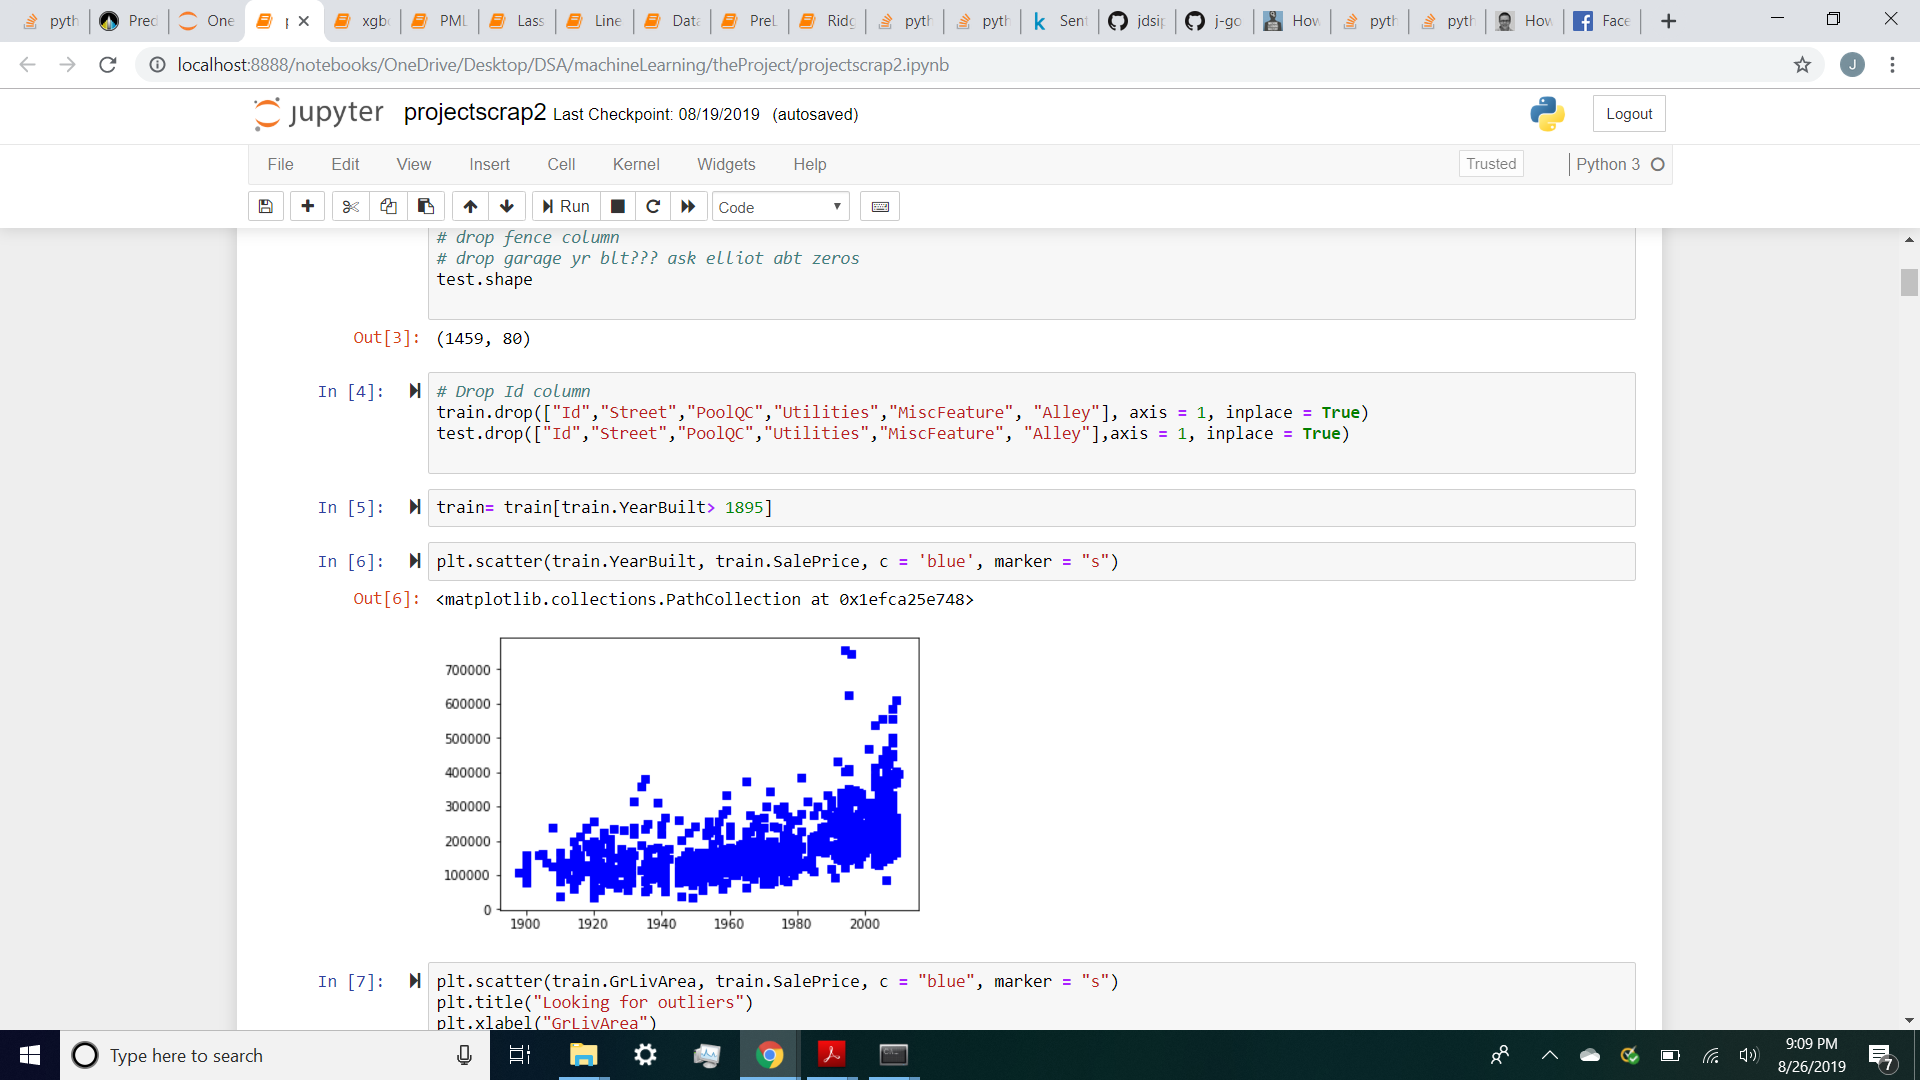 pyth
Pred
One
p
xgbo
PML
Lass
Line
Data
PreL
Ridg
pyth
pyth
Sent
jdsip
j-go
How
pyth
pyth
How
Face
localhost:8888/notebooks/OneDrive/Desktop/DSA/machineLearning/theProject/projectscrap2.ipynb
J
jupyter projectscrap2 Last Checkpoint: 08/19/2019 (autosaved)
Logout
File Edit View Insert Cell Kernel Widgets Help
Trusted
Python 3
Run
Code
# drop fence column
# drop garage yr blt??? ask elliot abt zeros
test.shape
Out[3]: (1459, 80)
In [4]: # Drop Id column
train.drop(["Id","Street","PoolQC","Utilities","MiscFeature", "Alley"], axis = 1, inplace = True)
test.drop(["Id","Street","PoolQC","Utilities","MiscFeature", "Alley"],axis = 1, inplace = True)
In [5]: train= train[train.YearBuilt> 1895]
In [6]: plt.scatter(train.YearBuilt, train.SalePrice, c = 'blue', marker = "s")
Out[6]: <matplotlib.collections.PathCollection at 0x1efca25e748>
700000
600000
500000
400000
300000
200000
100000
0
1900 1920 1940 1960 1980 2000
In [7]: plt.scatter(train.GrLivArea, train.SalePrice, c = "blue", marker = "s")
plt.title("Looking for outliers")
plt.xlabel("GrLivArea")
Type here to search
9:09 PM
8/26/2019
7